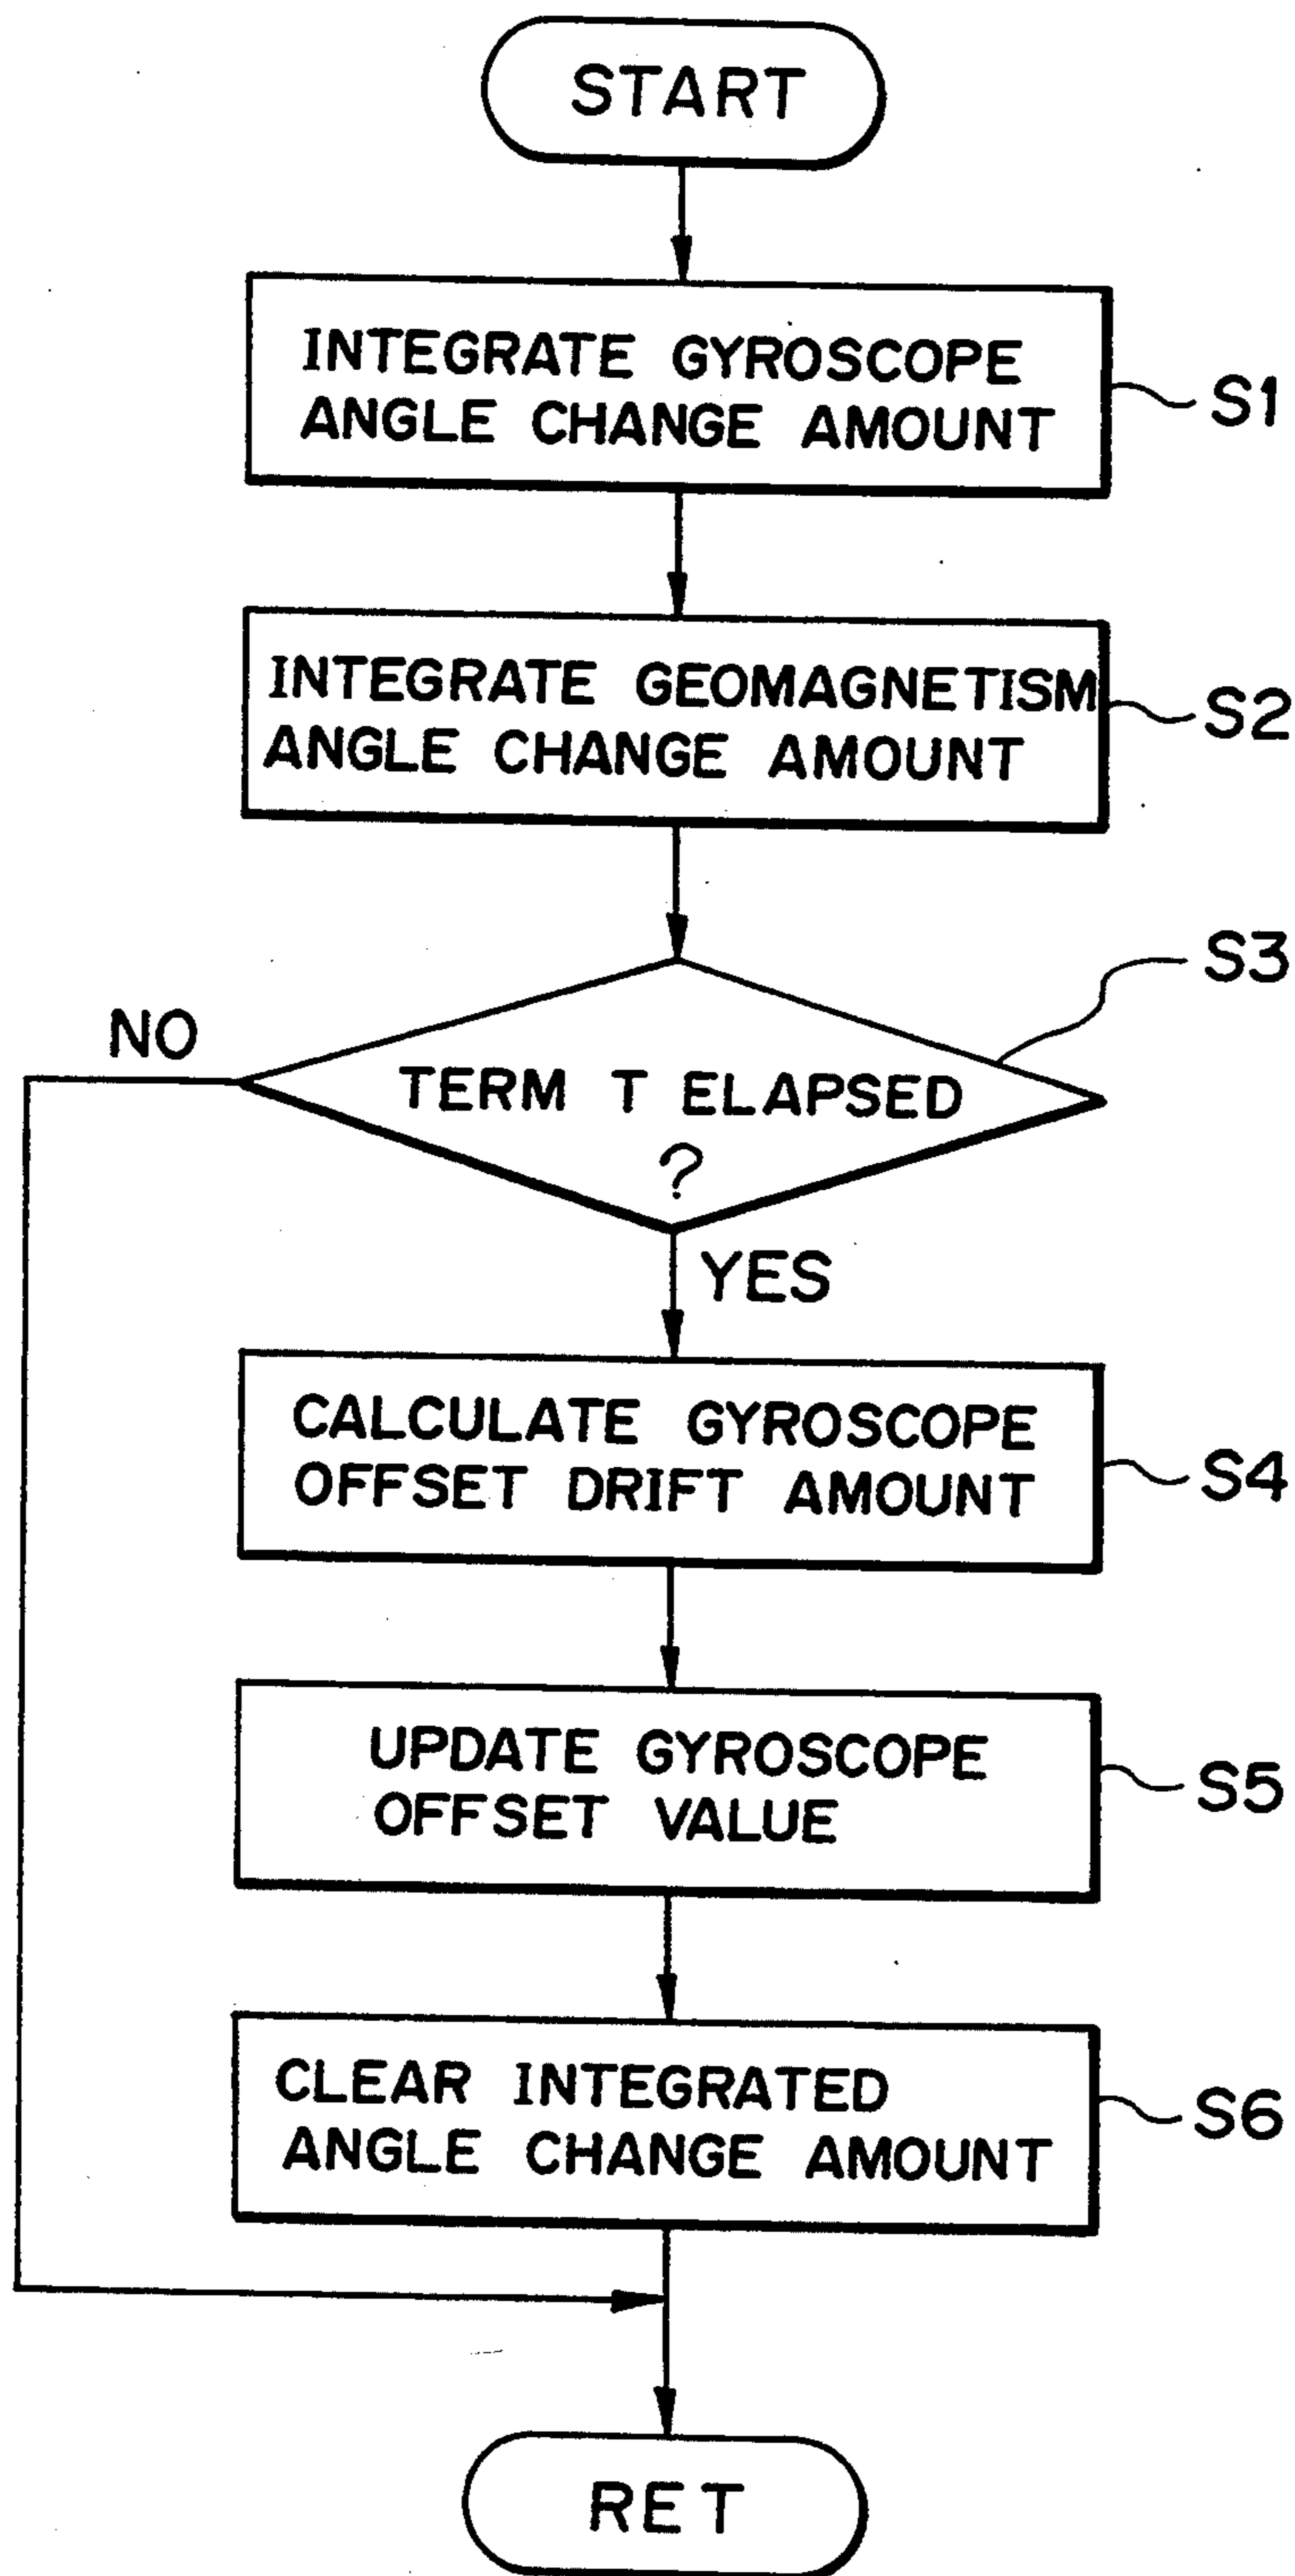 START
INTEGRATE GYROSCOPE
ANGLE CHANGE AMOUNT
S1
INTEGRATE GEOMAGNETISM
ANGLE CHANGE AMOUNT
S2
S3
NO
TERM T ELAPSED
?
YES
CALCULATE GYROSCOPE
OFFSET DRIFT AMOUNT
S4
UPDATE GYROSCOPE
OFFSET VALUE
S5
CLEAR INTEGRATED
ANGLE CHANGE AMOUNT
S6
RET